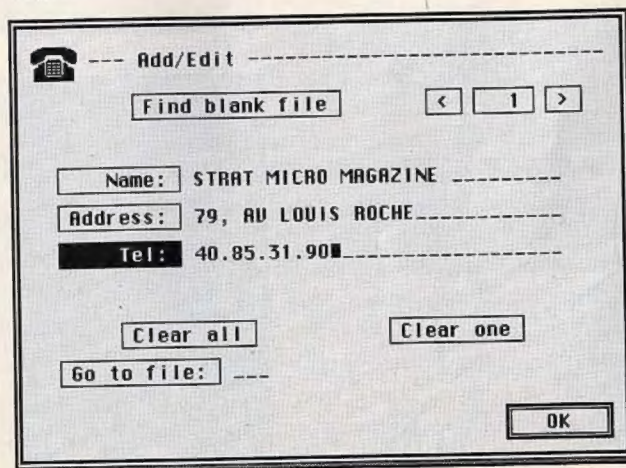 --- Add/Edit ---
Find blank file < 1 >
Name: STRAT MICRO MAGAZINE
Address: 79, AV LOUIS ROCHE
Tel: 40.85.31.90
Clear all Clear one
Go to file: ___
OK